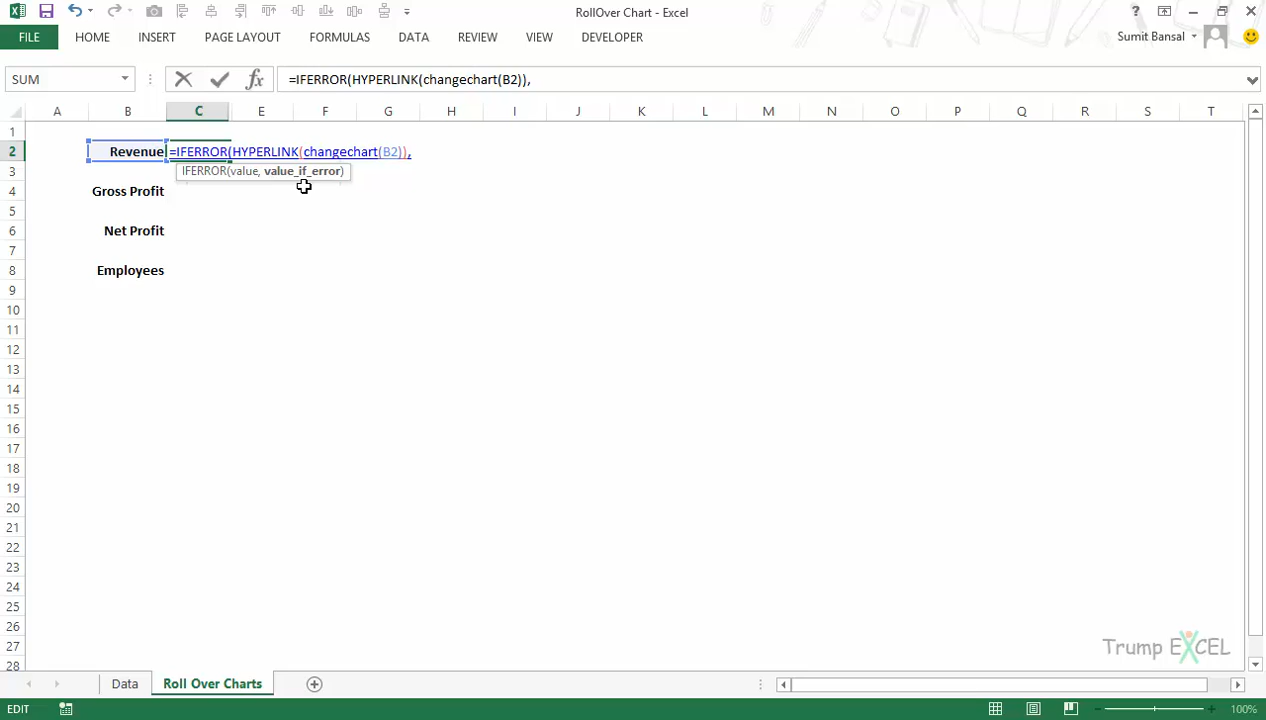 RollOver Chart - Excel
?
FILE HOME INSERT PAGE LAYOUT FORMULAS DATA REVIEW VIEW DEVELOPER Sumit Bansal
SUM fx =IFERROR(HYPERLINK(changechart(B2)),
A B C E F G H I J K L M N O P Q R S T
1
2 Revenue =IFERROR(HYPERLINK(changechart(B2)),
3 IFERROR(value, value_if_error)
4 Gross Profit
5
6 Net Profit
7
8 Employees
9
10
11
12
13
14
15
16
17
18
19
20
21
22
23
24
25
26
27
28
Trump EXCEL
Data Roll Over Charts
EDIT 100%